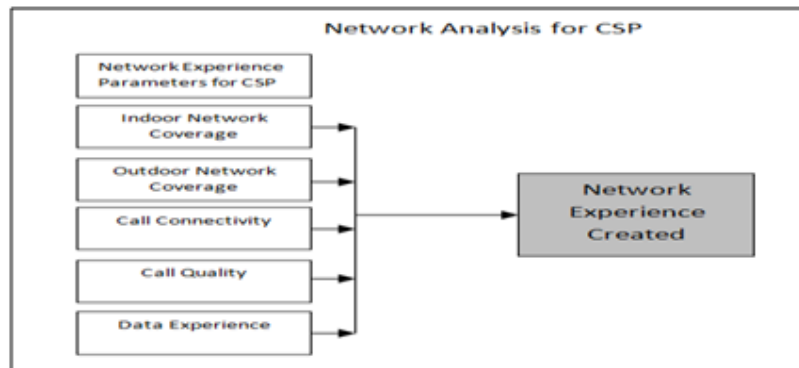 Network Analysis for CSP
Network Experience
Parameters for CSP
Indoor Network
Coverage
Outdoor Network
Coverage
Call Connectivity
Call Quality
Data Experience
Network
Experience
Created